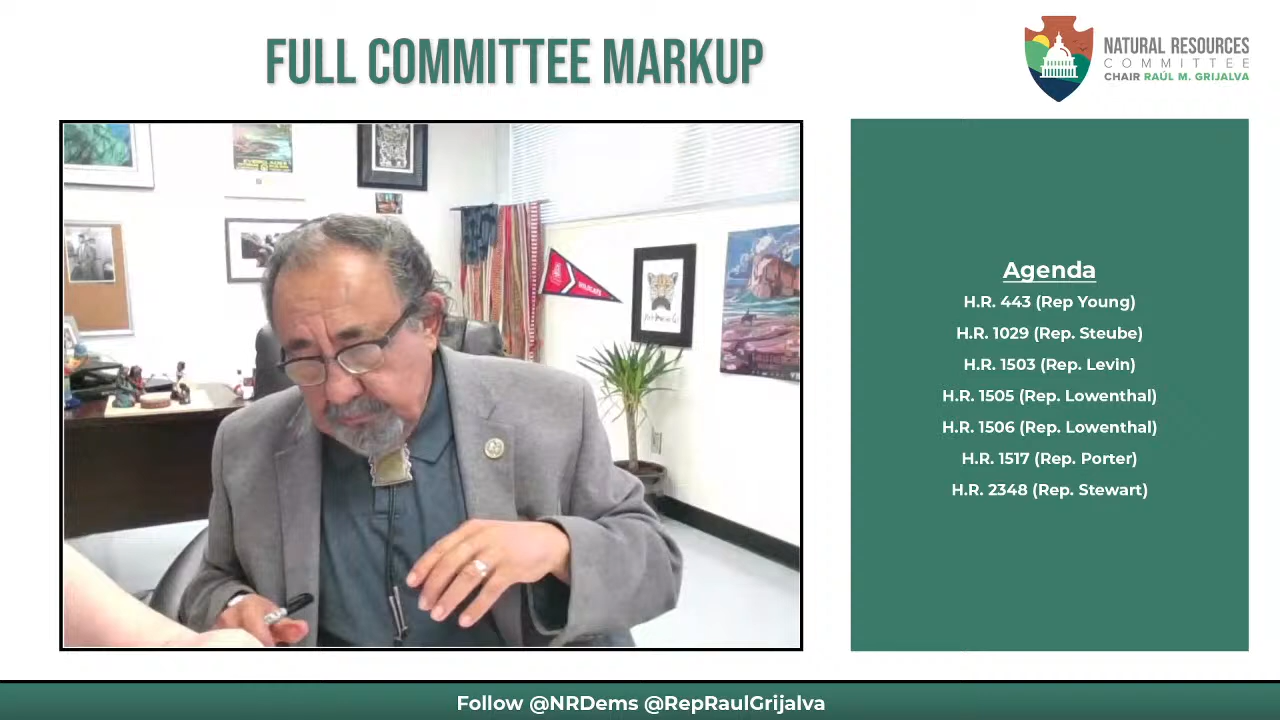 FULL COMMITTEE MARKUP
NATURAL RESOURCES
COMMITTEE
CHAIR RAÚL M. GRIJALVA
WILDCATS
Agenda
H.R. 443 (Rep Young)
H.R. 1029 (Rep. Steube)
H.R. 1503 (Rep. Levin)
H.R. 1505 (Rep. Lowenthal)
H.R. 1506 (Rep. Lowenthal)
H.R. 1517 (Rep. Porter)
H.R. 2348 (Rep. Stewart)
Follow @NRDems @RepRaulGrijalva